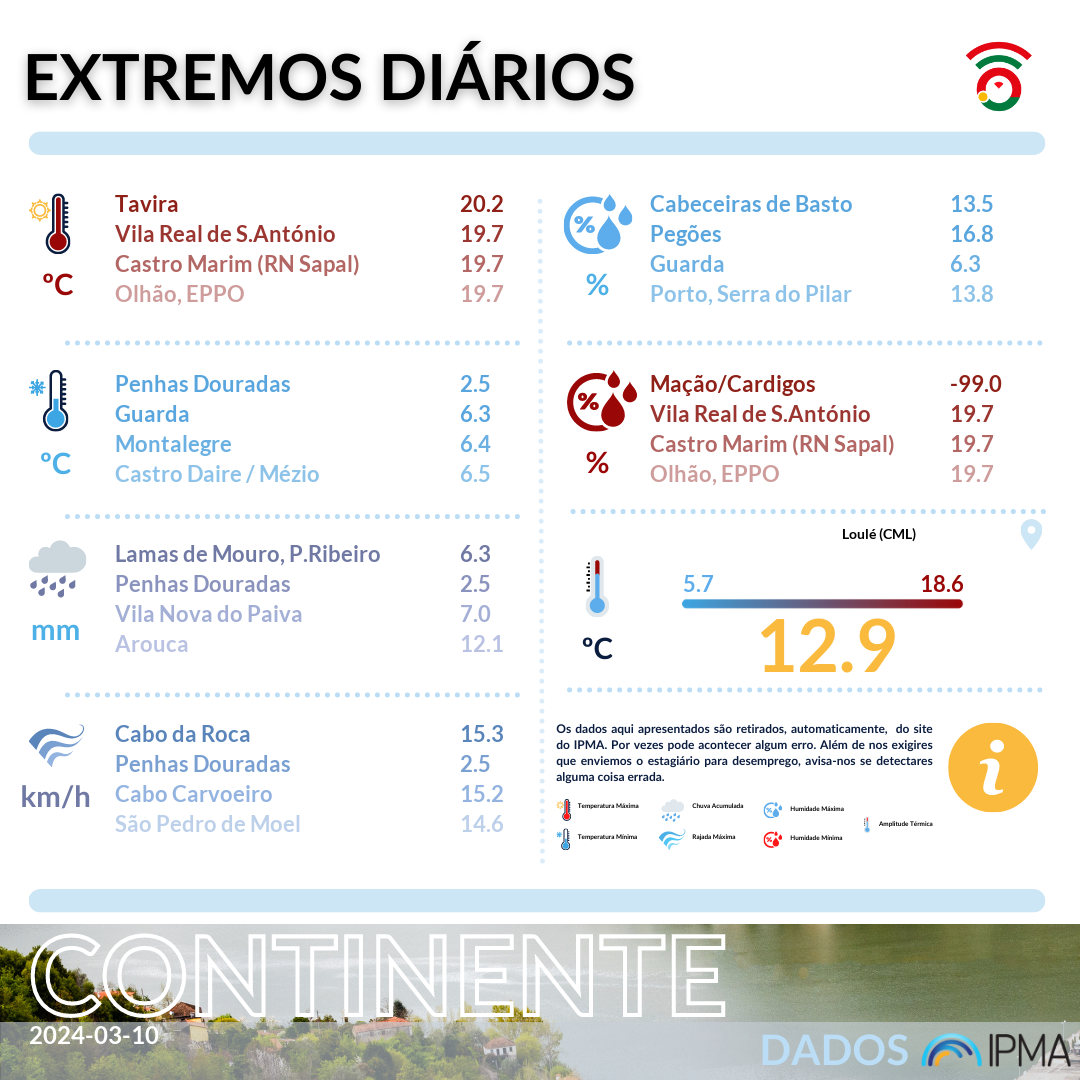 EXTREMOS DIÁRIOS
ºC
Tavira 20.2
Vila Real de S.António 19.7
Castro Marim (RN Sapal) 19.7
Olhão, EPPO 19.7
ºC
Penhas Douradas 2.5
Guarda 6.3
Montalegre 6.4
Castro Daire / Mézio 6.5
mm
Lamas de Mouro, P.Ribeiro 6.3
Penhas Douradas 2.5
Vila Nova do Paiva 7.0
Arouca 12.1
km/h
Cabo da Roca 15.3
Penhas Douradas 2.5
Cabo Carvoeiro 15.2
São Pedro de Moel 14.6
%
%
Cabeceiras de Basto 13.5
Pegões 16.8
Guarda 6.3
Porto, Serra do Pilar 13.8
%
%
Mação/Cardigos -99.0
Vila Real de S.António 19.7
Castro Marim (RN Sapal) 19.7
Olhão, EPPO 19.7
Loulé (CML)
ºC
5.7 18.6
12.9
Os dados aqui apresentados são retirados, automaticamente, do site
do IPMA. Por vezes pode acontecer algum erro. Além de nos exigires
que enviemos o estagiário para desemprego, avisa-nos se detectares
alguma coisa errada.
i
Temperatura Máxima Chuva Acumulada Humidade Máxima
Amplitude Térmica
Temperatura Mínima Rajada Máxima Humidade Mínima
CONTINENTE
2024-03-10
DADOS IPMA